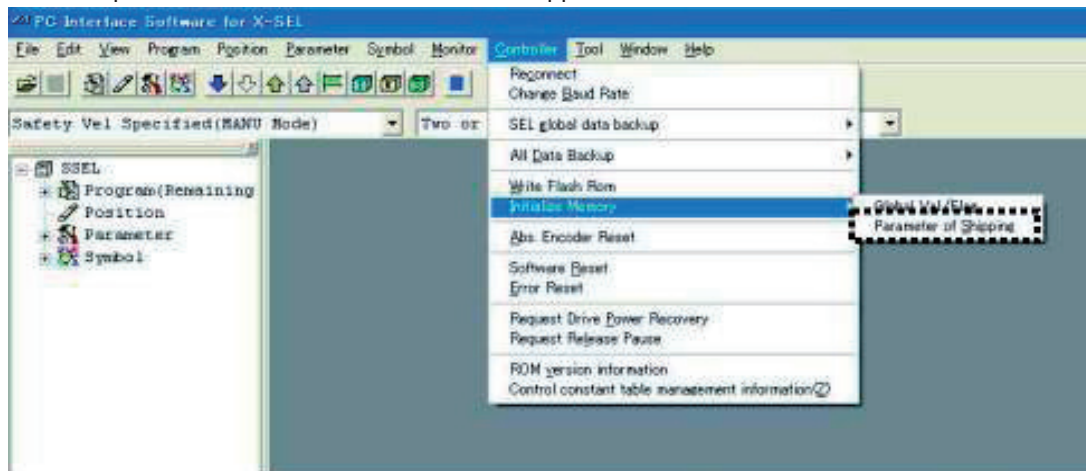 PC Interface Software for X-SEL
File Edit View Program Position Parameter Symbol Monitor Controller Tool Window Help
Safety Vel Specified(MANU Mode)
Two or
SSEL
Program(Remaining
Position
Parameter
Symbol
Reconnect
Change Baud Rate
SEL global data backup
All Data Backup
Write Flash Rom
Initialize Memory
Abs. Encoder Reset
Software Reset
Error Reset
Request Drive Power Recovery
Request Release Pause
ROM version information
Control constant table management information(Z)
Global Val/Flag
Parameter of Shipping